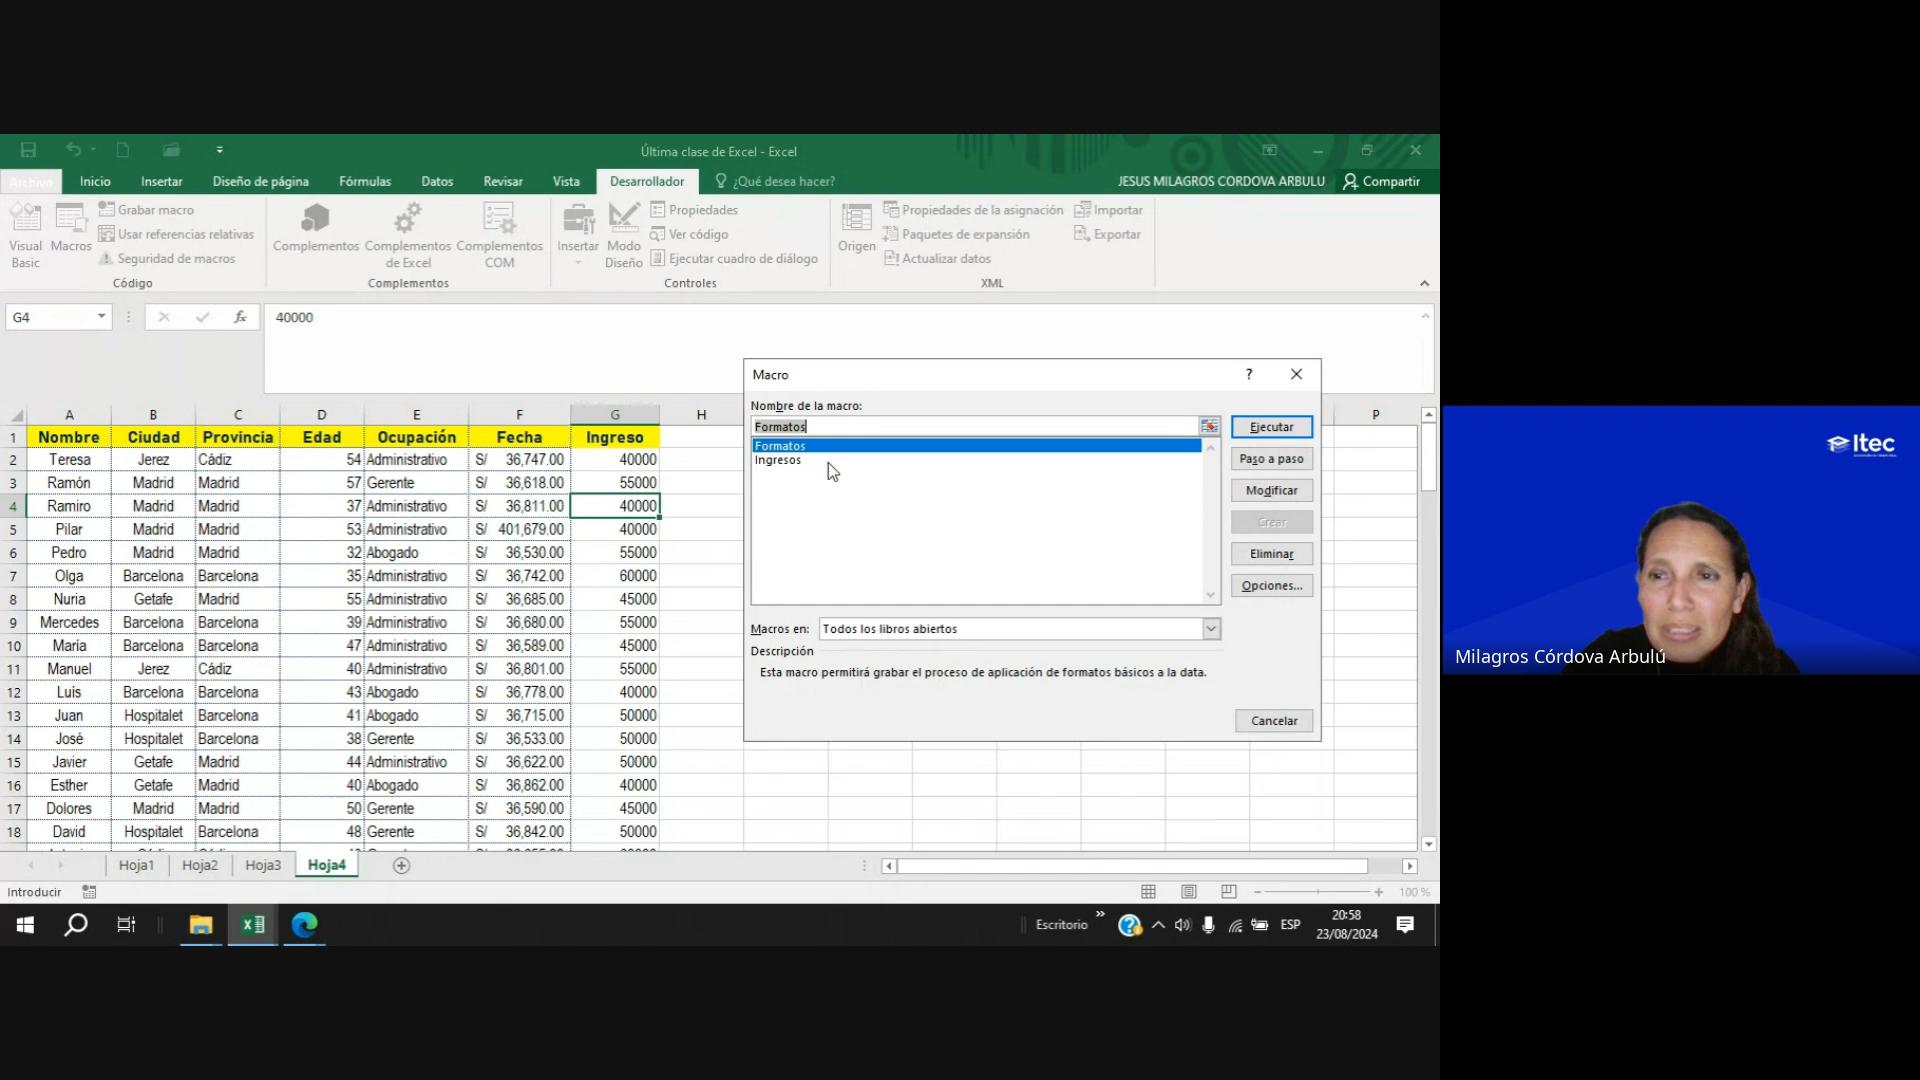 Última clase de Excel - Excel
Archivo Inicio Insertar Diseño de página Fórmulas Datos Revisar Vista Desarrollador ¿Qué desea hacer? JESUS MILAGROS CORDOVA ARBULU Compartir
Visual Basic
Macros
Grabar macro
Usar referencias relativas
Seguridad de macros
Código
Complementos
Complementos de Excel
Complementos COM
Complementos
Insertar
Modo Diseño
Propiedades
Ver código
Ejecutar cuadro de diálogo
Controles
Origen
Propiedades de la asignación
Paquetes de expansión
Actualizar datos
Importar
Exportar
XML
G4 fx 40000
A B C D E F G H P
1 Nombre Ciudad Provincia Edad Ocupación Fecha Ingreso
2 Teresa Jerez Cádiz 54 Administrativo S/ 36,747.00 40000
3 Ramón Madrid Madrid 57 Gerente S/ 36,618.00 55000
4 Ramiro Madrid Madrid 37 Administrativo S/ 36,811.00 40000
5 Pilar Madrid Madrid 53 Administrativo S/ 401,679.00 40000
6 Pedro Madrid Madrid 32 Abogado S/ 36,530.00 55000
7 Olga Barcelona Barcelona 35 Administrativo S/ 36,742.00 60000
8 Nuria Getafe Madrid 55 Administrativo S/ 36,685.00 45000
9 Mercedes Barcelona Barcelona 39 Administrativo S/ 36,680.00 55000
10 Maria Barcelona Barcelona 47 Administrativo S/ 36,589.00 45000
11 Manuel Jerez Cádiz 40 Administrativo S/ 36,801.00 55000
12 Luis Barcelona Barcelona 43 Abogado S/ 36,778.00 40000
13 Juan Hospitalet Barcelona 41 Abogado S/ 36,715.00 50000
14 José Hospitalet Barcelona 38 Gerente S/ 36,533.00 50000
15 Javier Getafe Madrid 44 Administrativo S/ 36,622.00 50000
16 Esther Getafe Madrid 40 Abogado S/ 36,862.00 40000
17 Dolores Madrid Madrid 50 Gerente S/ 36,590.00 45000
18 David Hospitalet Barcelona 48 Gerente S/ 36,842.00 50000
Macro ?
Nombre de la macro:
Formatos
Formatos
Ingresos
Ejecutar
Paso a paso
Modificar
Crear
Eliminar
Opciones...
Macros en: Todos los libros abiertos
Descripción
Esta macro permitirá grabar el proceso de aplicación de formatos básicos a la data.
Cancelar
Hoja1 Hoja2 Hoja3 Hoja4
Introducir 100 %
Escritorio » ESP 20:58
23/08/2024
Itec
Milagros Córdova Arbulú